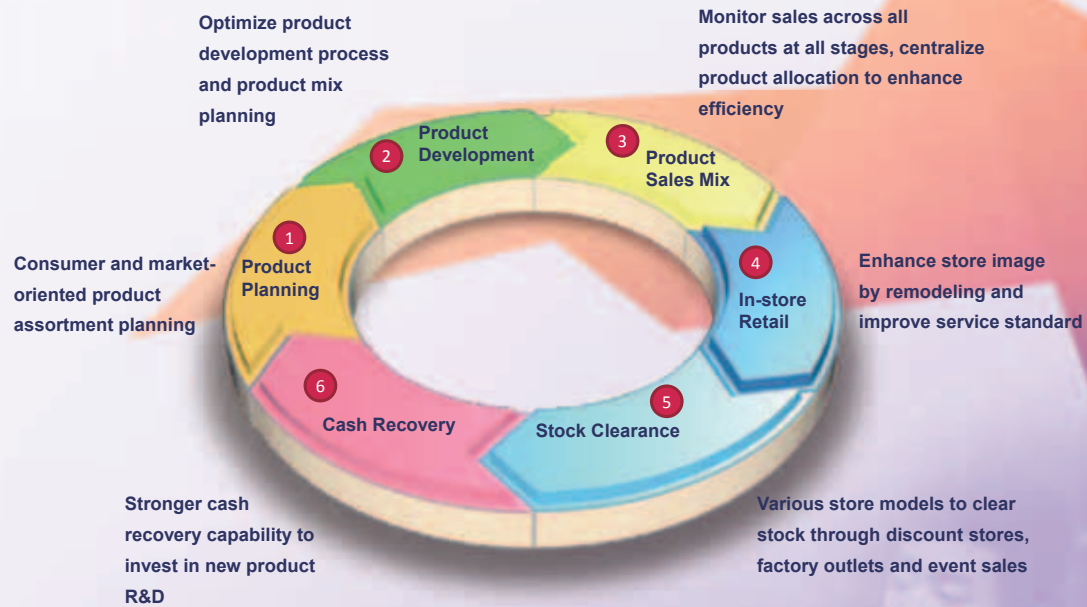 Optimize product
development process
and product mix
planning
Monitor sales across all
products at all stages, centralize
product allocation to enhance
efficiency
2
Product
Development
3
Product
Sales Mix
1
Product
Planning
Consumer and market-
oriented product
assortment planning
4
In-store
Retail
Enhance store image
by remodeling and
improve service standard
6
Cash Recovery
5
Stock Clearance
Stronger cash
recovery capability to
invest in new product
R&D
Various store models to clear
stock through discount stores,
factory outlets and event sales